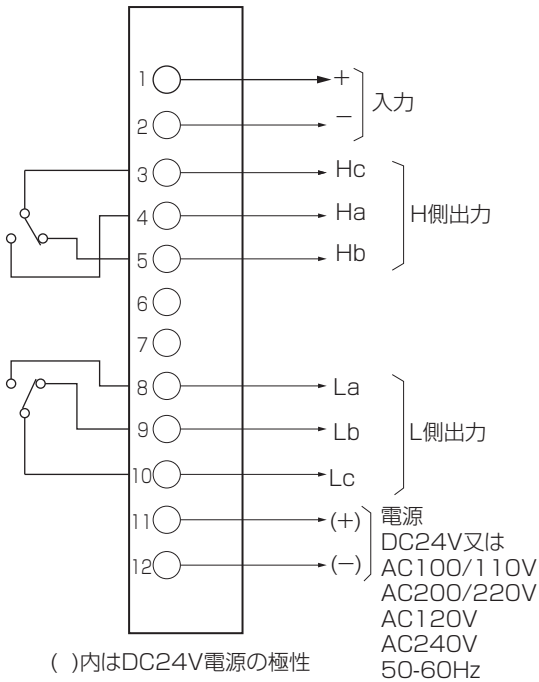 1 +
2 − 入力
3 Hc
4 Ha H側出力
5 Hb
6
7
8 La
9 Lb L側出力
10 Lc
11 (+) 電源
DC24V又は
12 (−) AC100/110V
AC200/220V
AC120V
AC240V
50-60Hz
( )内はDC24V電源の極性